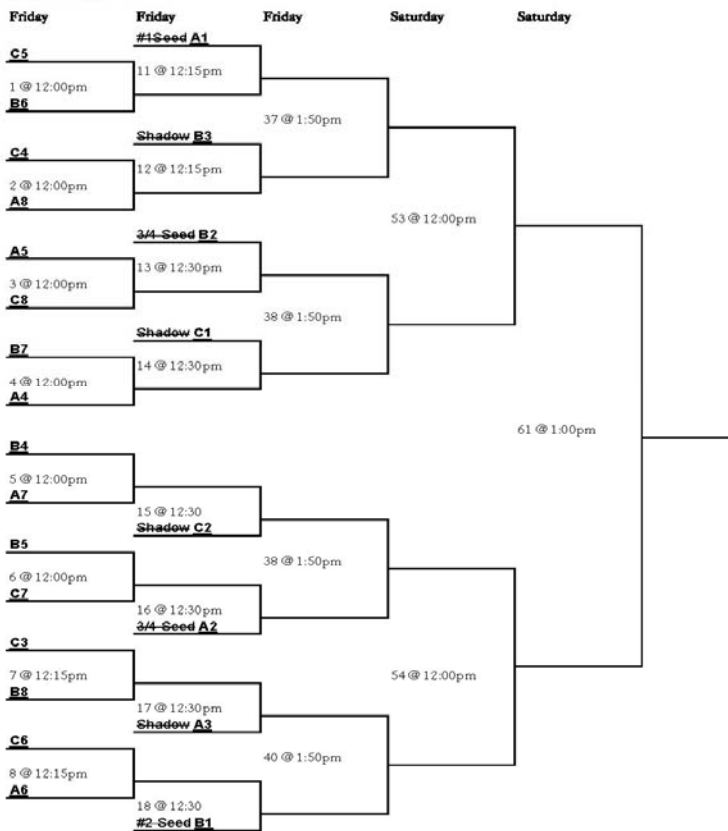 Friday Friday Friday Saturday Saturday
#1Seed A1
C5
11 @ 12:15pm
1 @ 12:00pm
B6
37 @ 1:50pm
Shadow B3
C4
12 @ 12:15pm
2 @ 12:00pm
A8
53 @ 12:00pm
3/4 Seed B2
A5
13 @ 12:30pm
3 @ 12:00pm
C8
38 @ 1:50pm
Shadow C1
B7
14 @ 12:30pm
4 @ 12:00pm
A4
61 @ 1:00pm
B4
5 @ 12:00pm
A7
15 @ 12:30
Shadow C2
B5
38 @ 1:50pm
6 @ 12:00pm
C7
16 @ 12:30pm
3/4 Seed A2
C3
54 @ 12:00pm
7 @ 12:15pm
B8
17 @ 12:30pm
Shadow A3
C6
40 @ 1:50pm
8 @ 12:15pm
A6
18 @ 12:30
#2 Seed B1